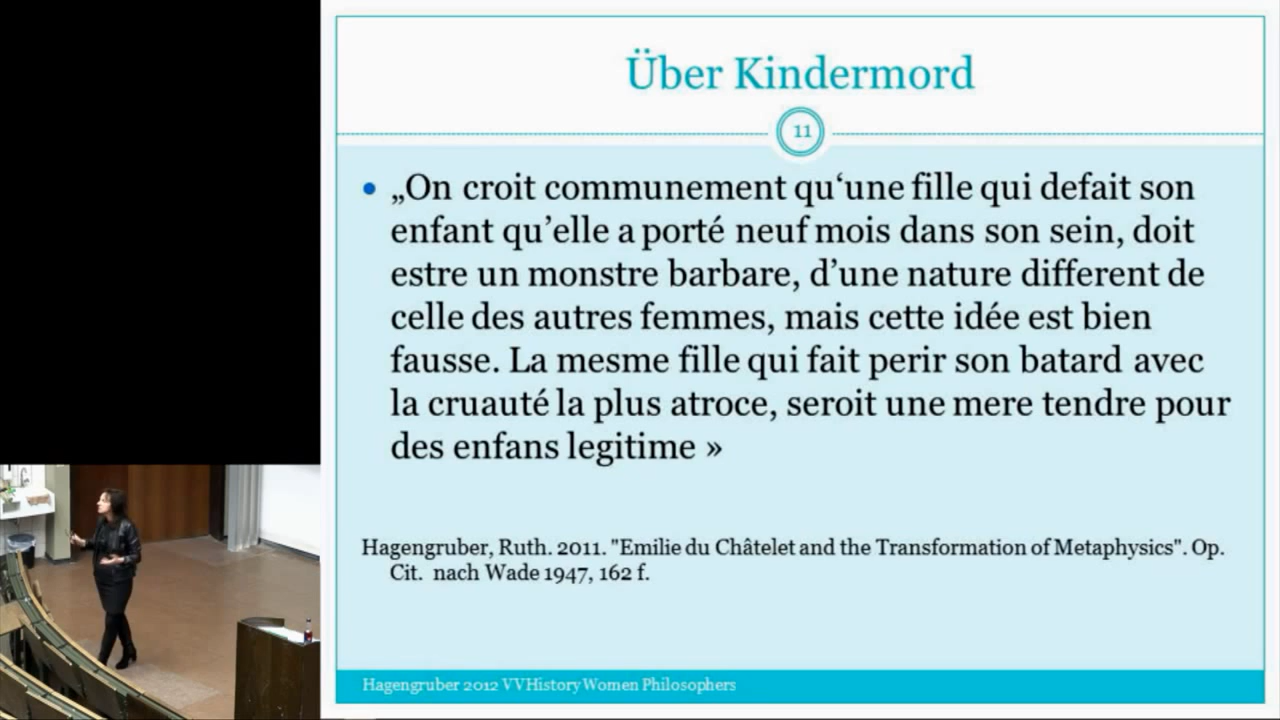 Über Kindermord
11
• „On croit communement qu‘une fille qui defait son
enfant qu’elle a porté neuf mois dans son sein, doit
estre un monstre barbare, d’une nature different de
celle des autres femmes, mais cette idée est bien
fausse. La mesme fille qui fait perir son batard avec
la cruauté la plus atroce, seroit une mere tendre pour
des enfans legitime »
Hagengruber, Ruth. 2011. "Emilie du Châtelet and the Transformation of Metaphysics". Op.
Cit. nach Wade 1947, 162 f.
Hagengruber 2012 VVHistory Women Philosophers